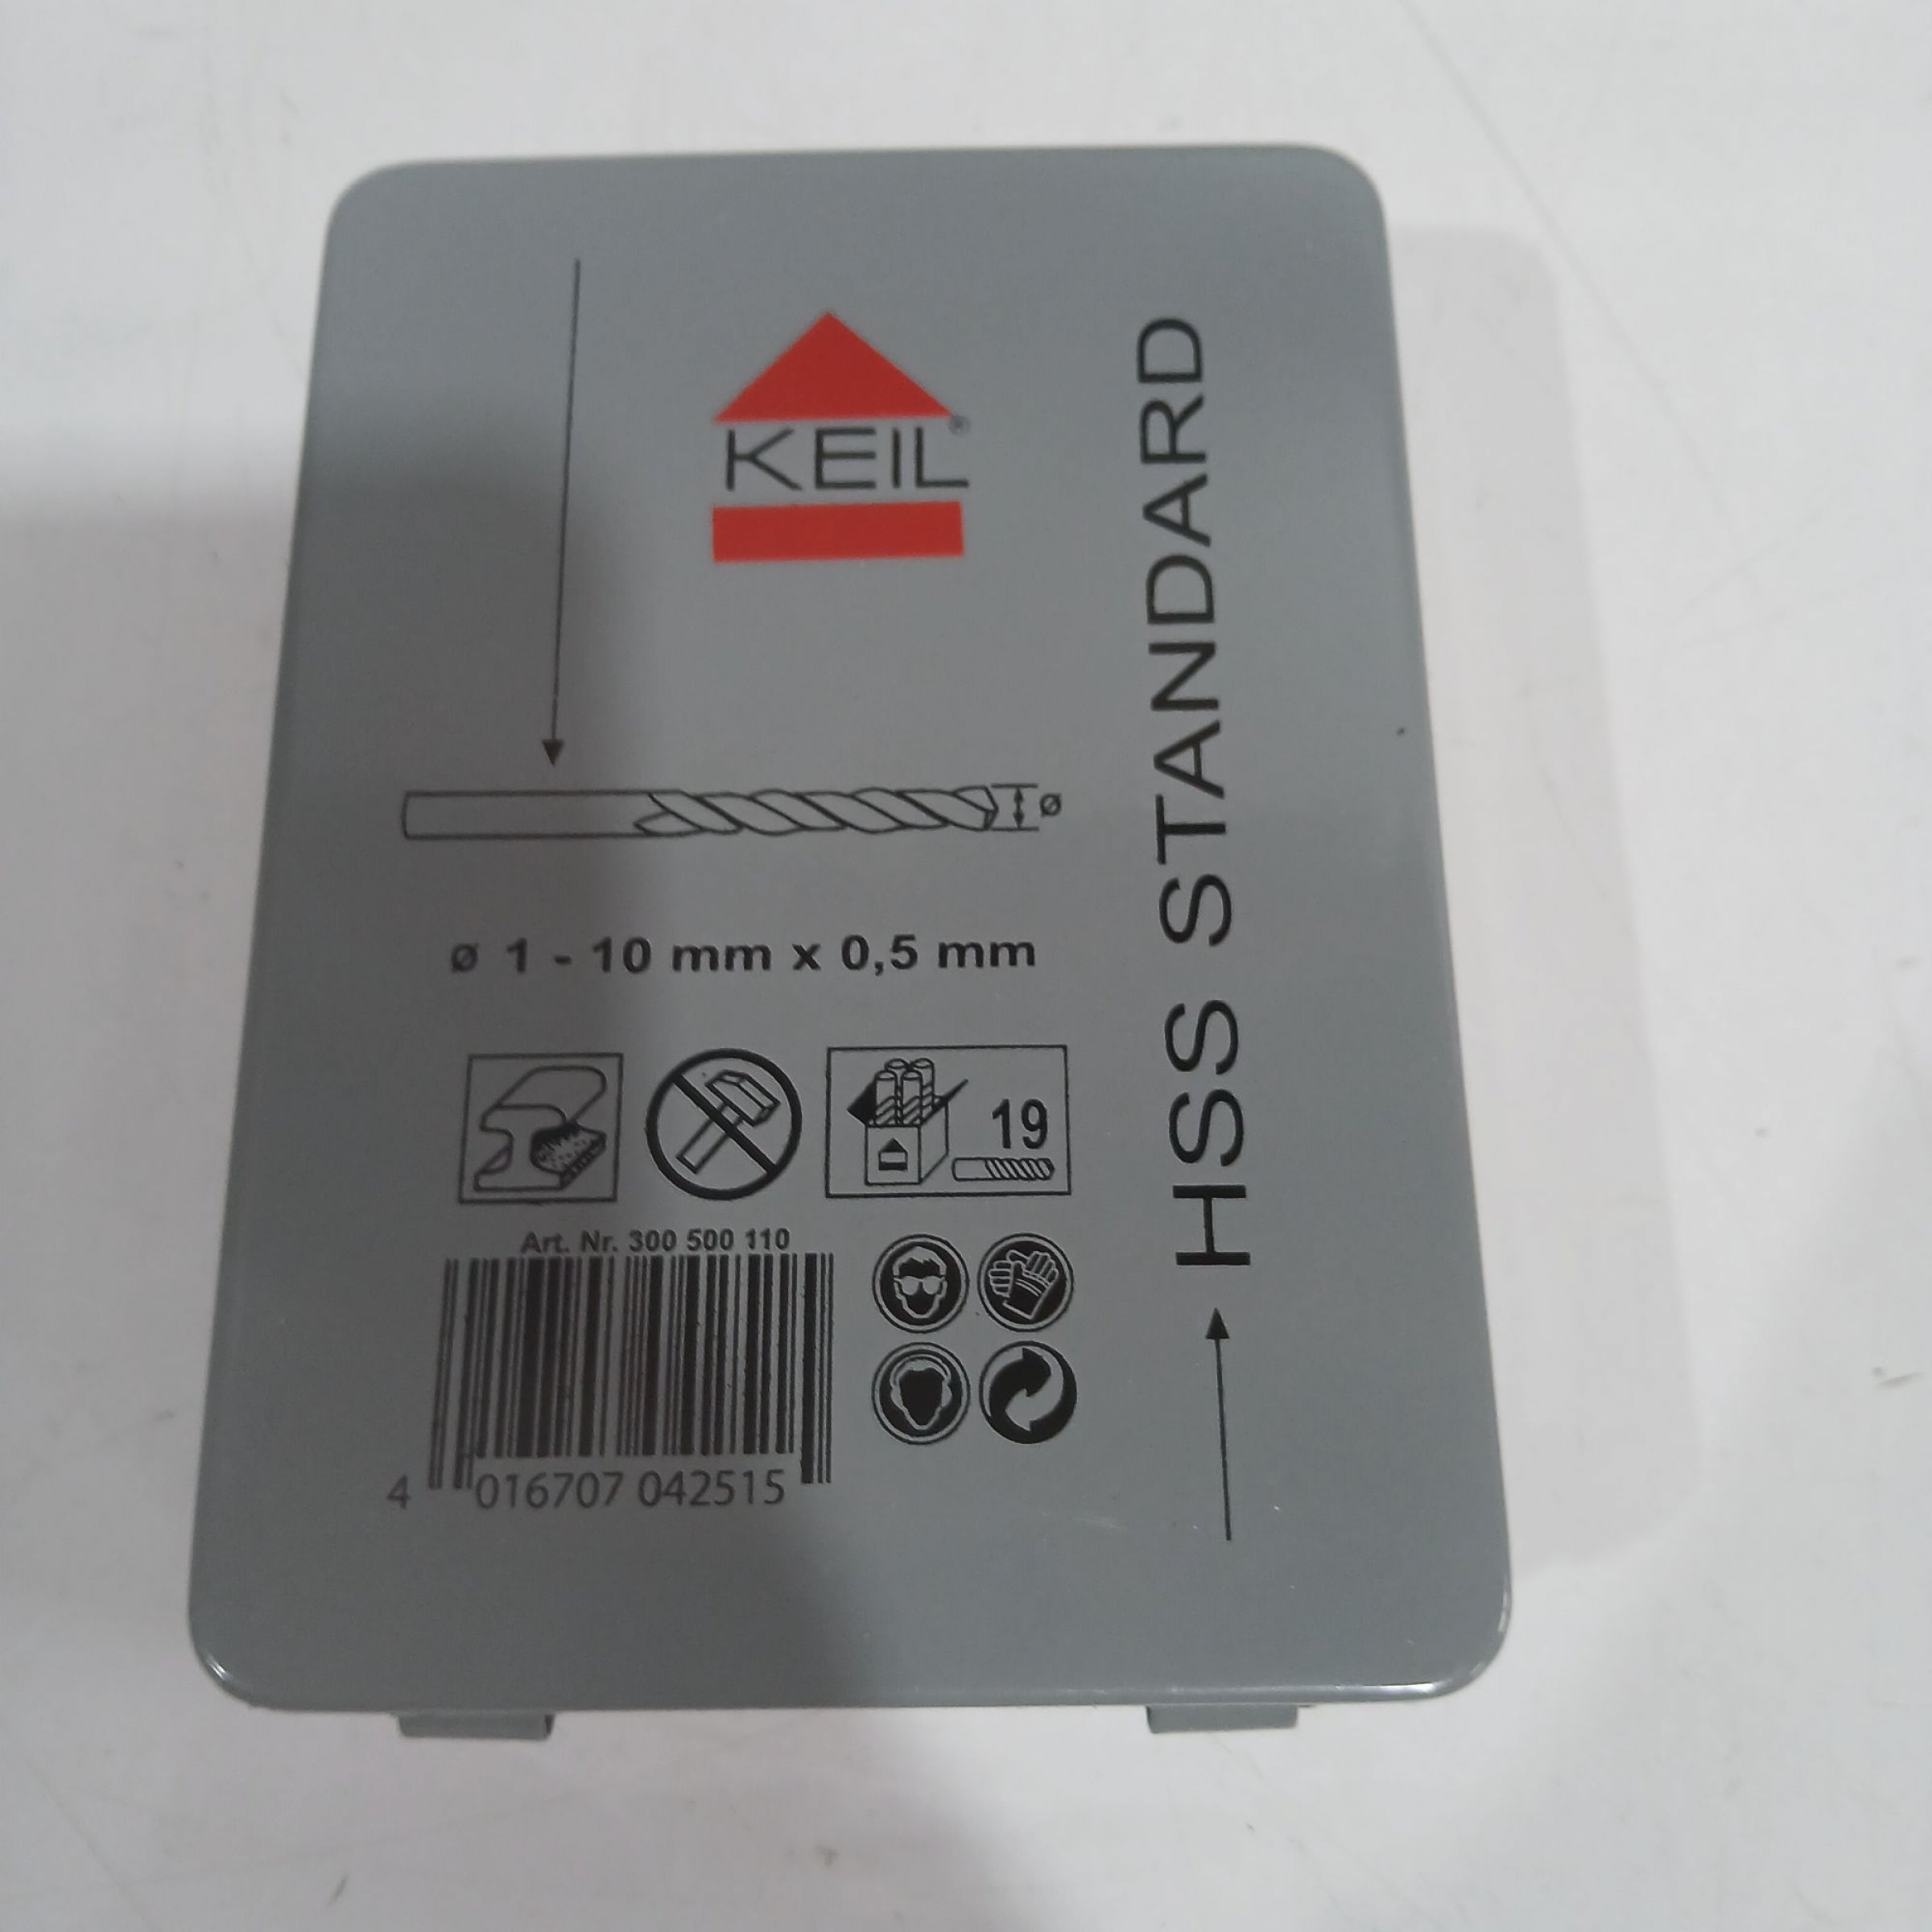 KEIL®
HSS STANDARD
ø
ø 1 - 10 mm x 0,5 mm
19
Art. Nr. 300 500 110
4 016707 042515